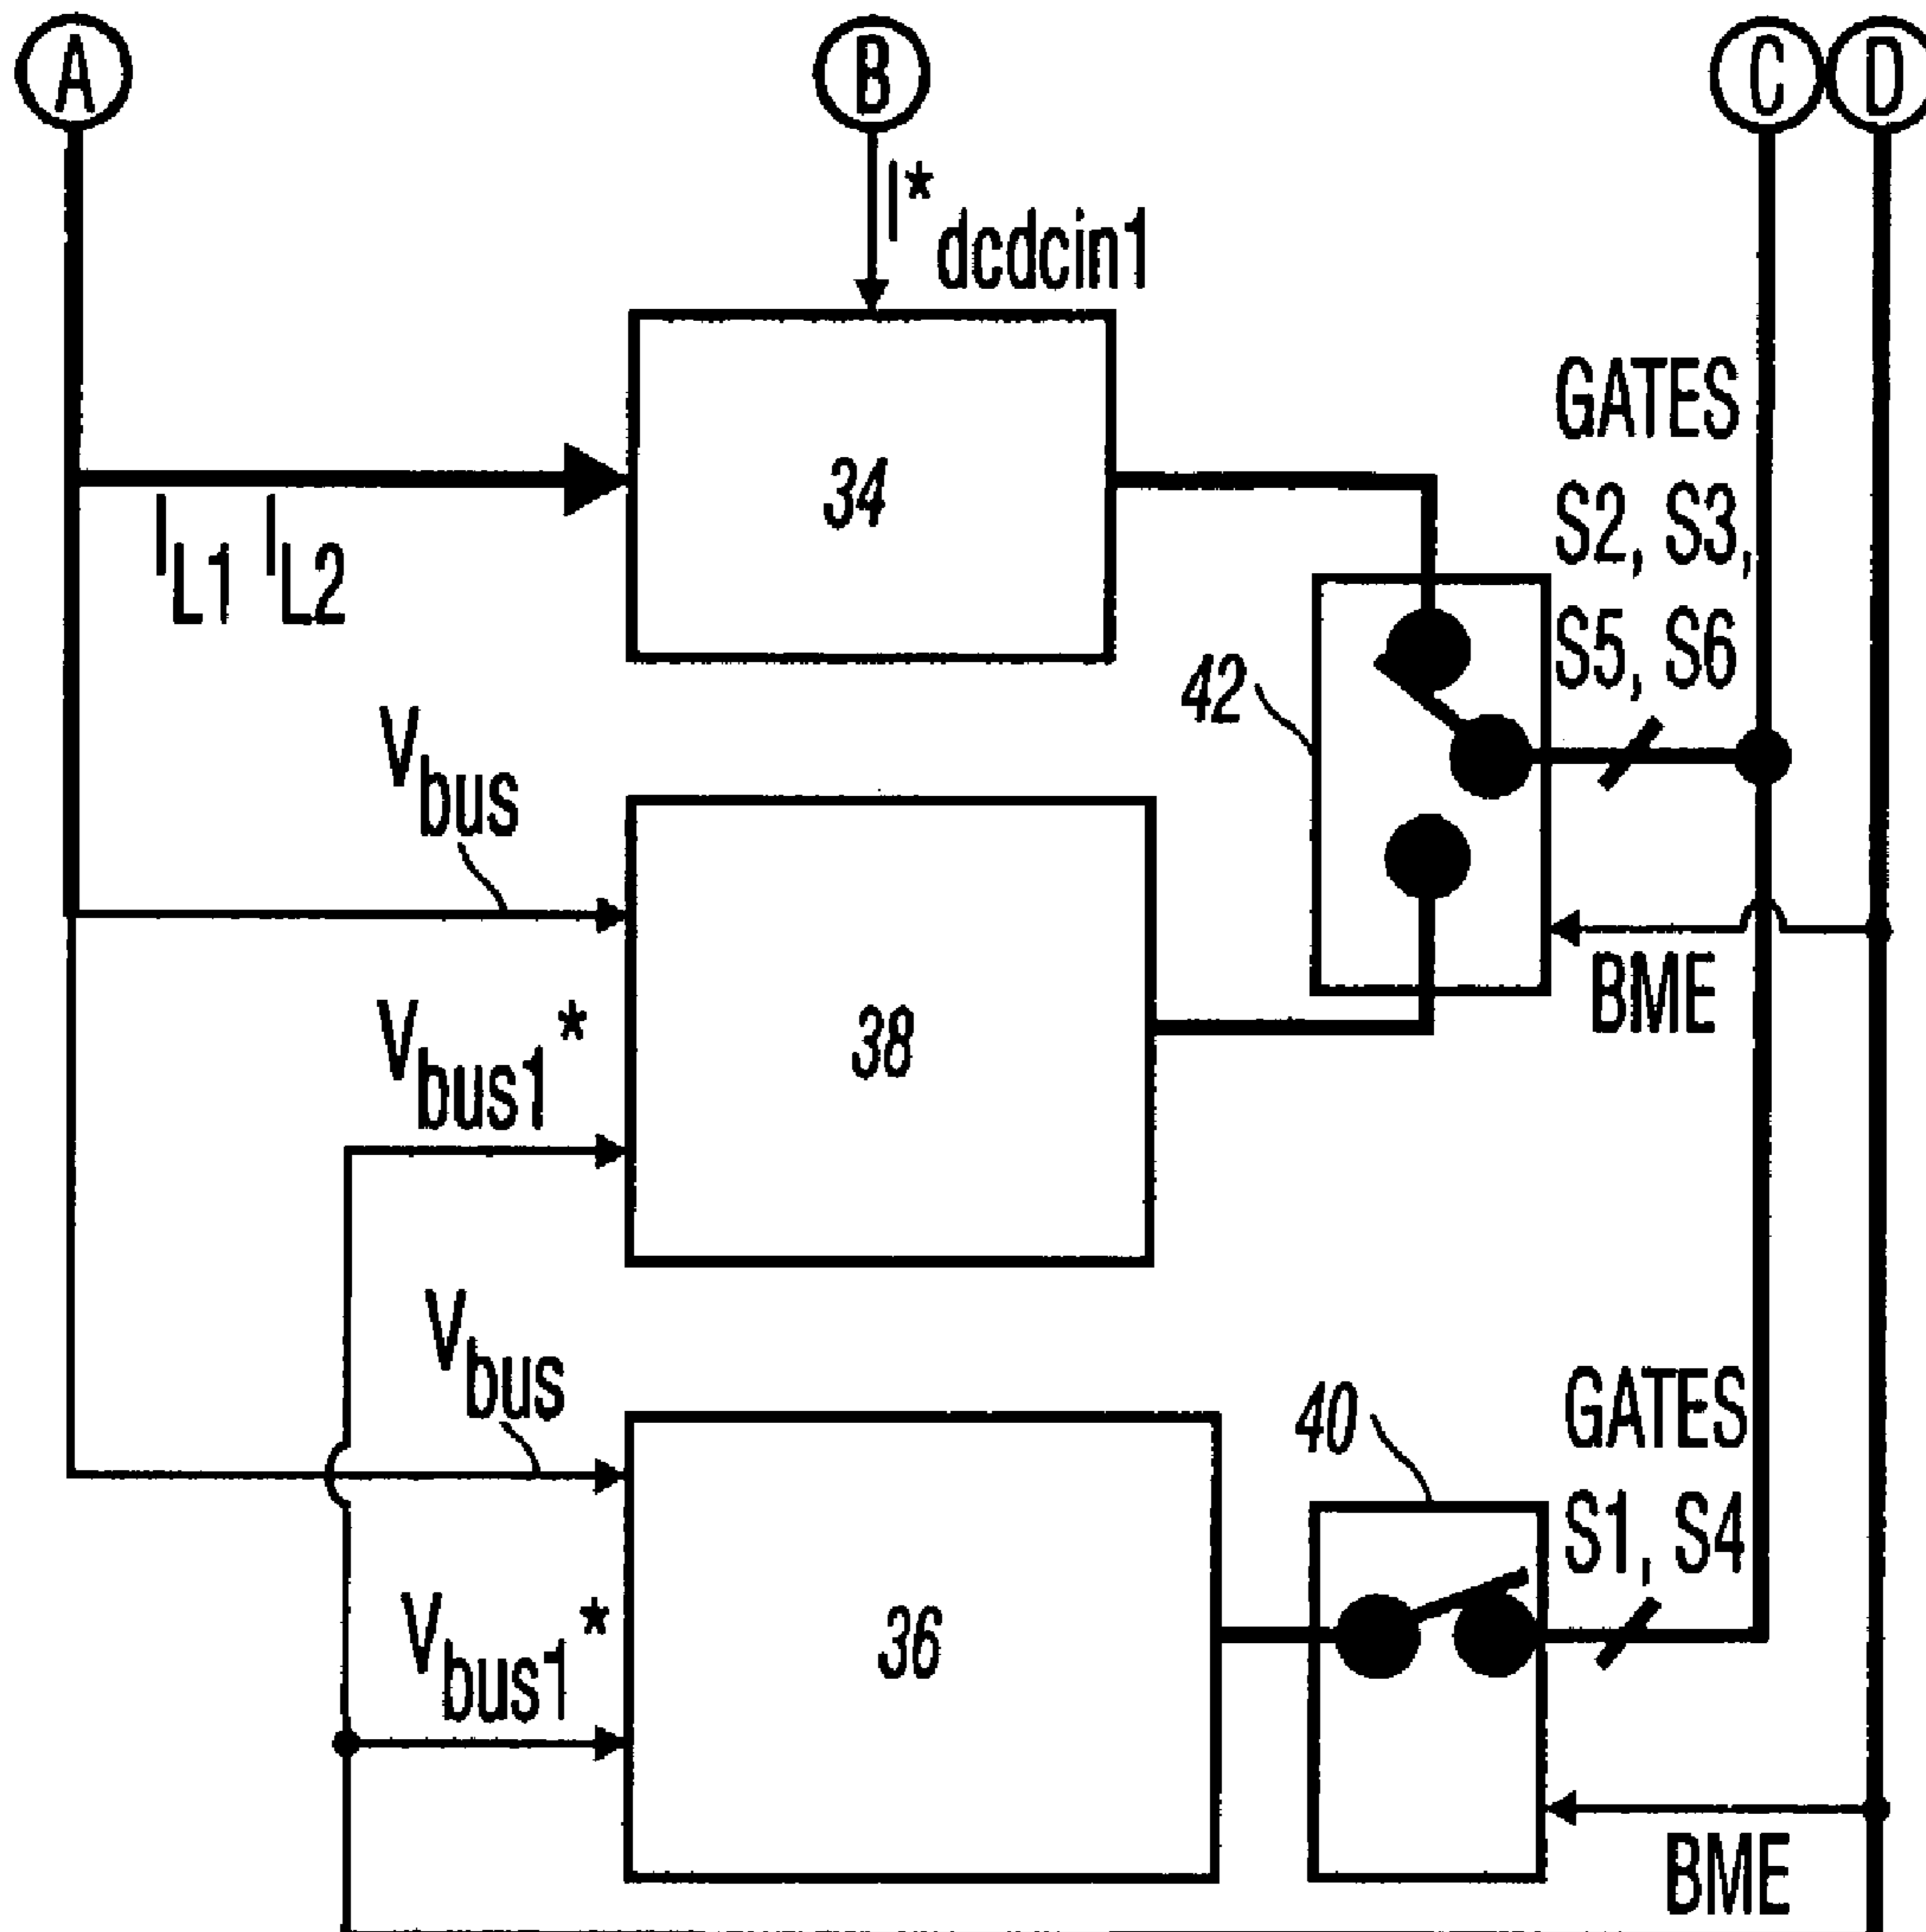 A
B
C
D
I*dcdcin1
GATES
S2, S3,
S5, S6
34
IL1 IL2
42
Vbus
BME
Vbus1*
38
Vbus
40
GATES
S1, S4
Vbus1*
36
BME